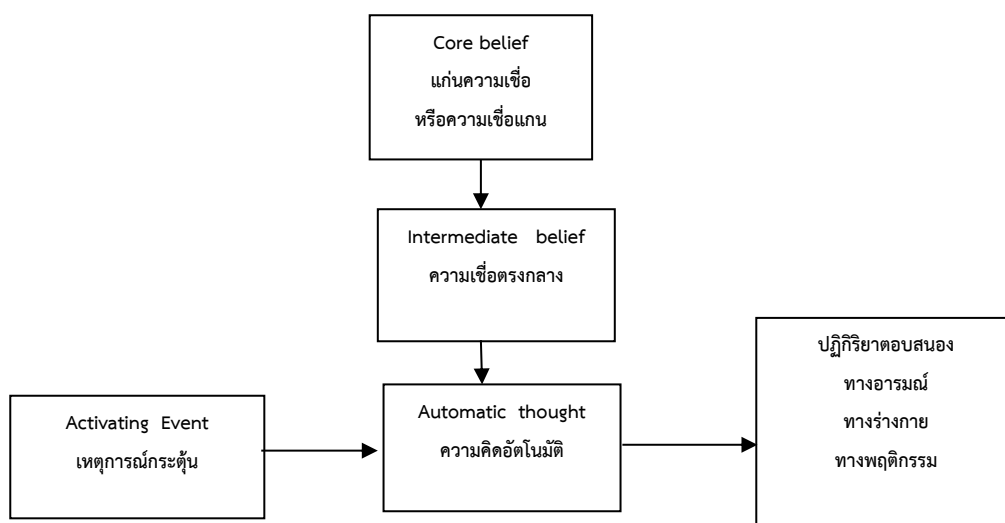 Core belief
แก่นความเชื่อ
หรือความเชื่อแกน
Intermediate belief
ความเชื่อตรงกลาง
Activating Event
เหตุการณ์กระตุ้น
Automatic thought
ความคิดอัตโนมัติ
ปฏิกิริยาตอบสนอง
ทางอารมณ์
ทางร่างกาย
ทางพฤติกรรม